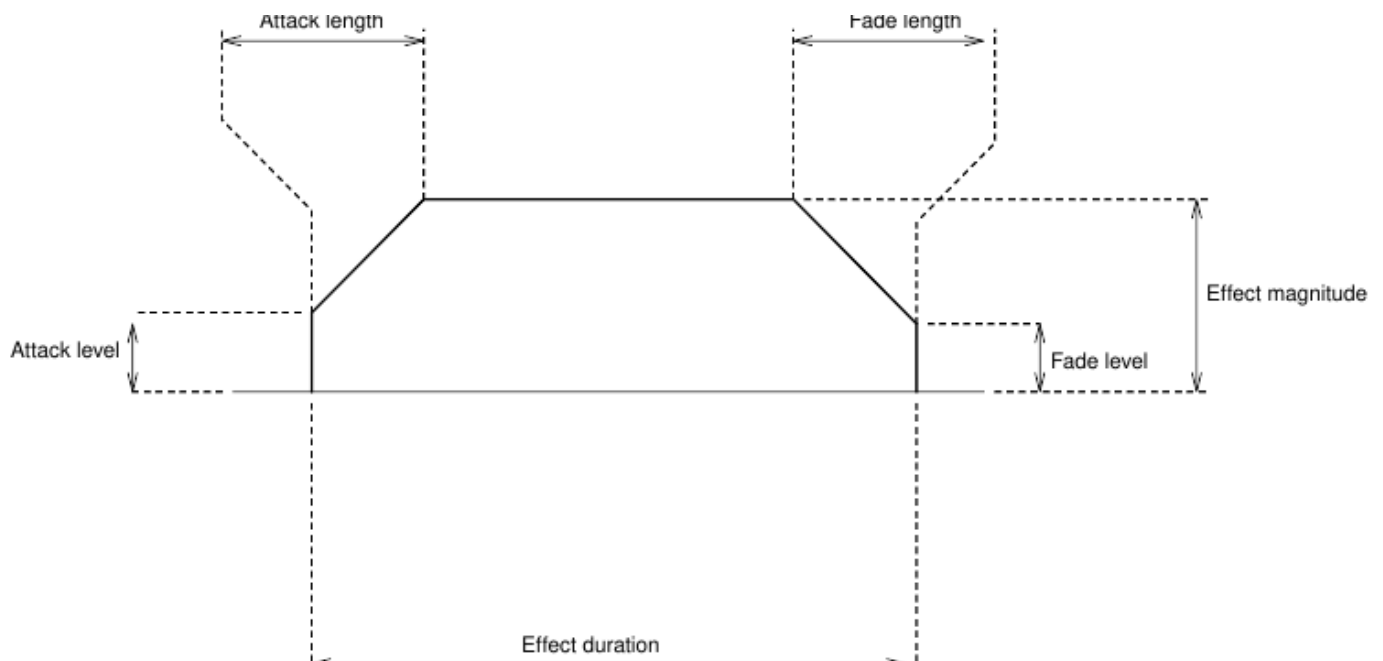 Attack length
Fade length
Effect magnitude
Attack level
Fade level
Effect duration